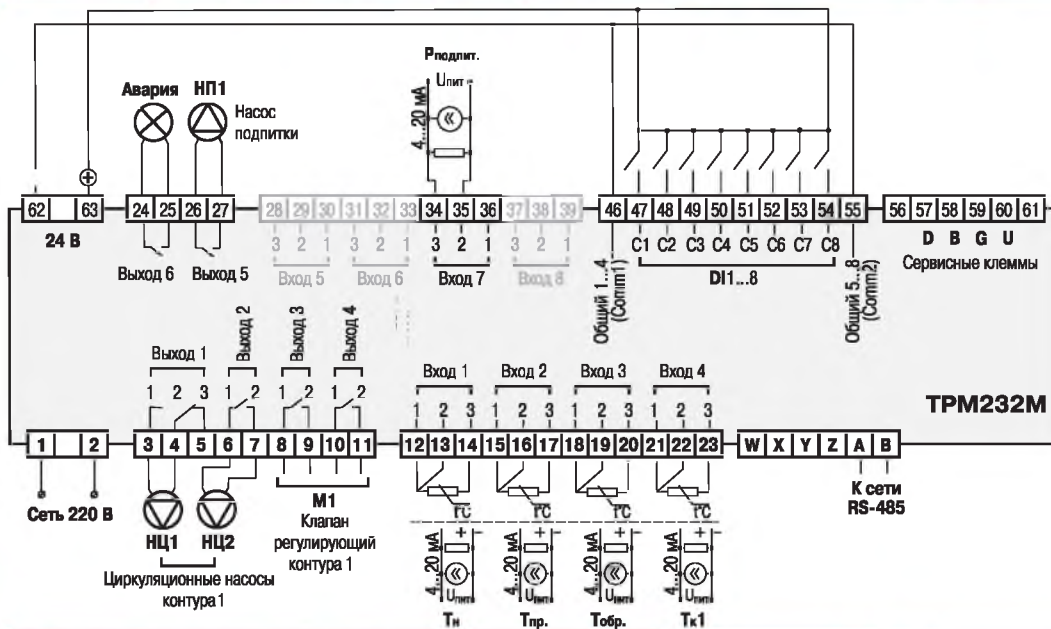 Рподлит.
Uпит
4...20 мА
Авария НП1
Насос
подпитки
62 63
24 25 26 27
28 29 30 31 32 33 34 35 36 37 38 39
46 47 48 49 50 51 52 53 54 55
56 57 58 59 60 61
24 В
3 2 1 3 2 1 3 2 1 3 2 1
C1 C2 C3 C4 C5 C6 C7 C8
D B G U
Выход 6 Выход 5
Вход 5 Вход 6 Вход 7 Вход 8
DI1...8
Сервисные клеммы
Общий 1...4
(Comm1)
Общий 5...8
(Comm2)
Выход 1
Выход 2
Выход 3
Выход 4
1 2 3 1 2 1 2 1 2
Вход 1 Вход 2 Вход 3 Вход 4
1 2 3 1 2 3 1 2 3 1 2 3
ТРМ232М
1 2
3 4 5 6 7 8 9 10 11
12 13 14 15 16 17 18 19 20 21 22 23
W X Y Z A B
Сеть 220 В
НЦ1 НЦ2
Циркуляционные насосы
контура 1
М1
Клапан
регулирующий
контура 1
t°C t°C t°C t°C
+ − + − + − + −
4...20 мА 4...20 мА 4...20 мА 4...20 мА
Uпит Uпит Uпит Uпит
Тн Тпр. Тобр. Тк1
К сети
RS-485